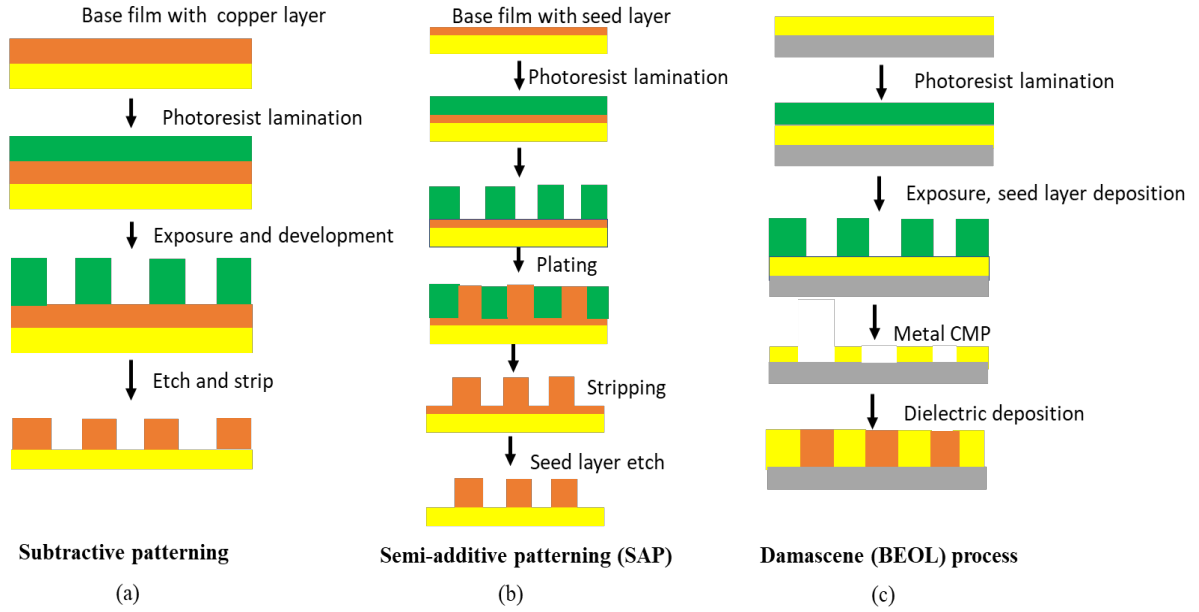 Base film with copper layer
Photoresist lamination
Exposure and development
Etch and strip
Subtractive patterning
(a)
Base film with seed layer
Photoresist lamination
Plating
Stripping
Seed layer etch
Semi-additive patterning (SAP)
(b)
Photoresist lamination
Exposure, seed layer deposition
Metal CMP
Dielectric deposition
Damascene (BEOL) process
(c)